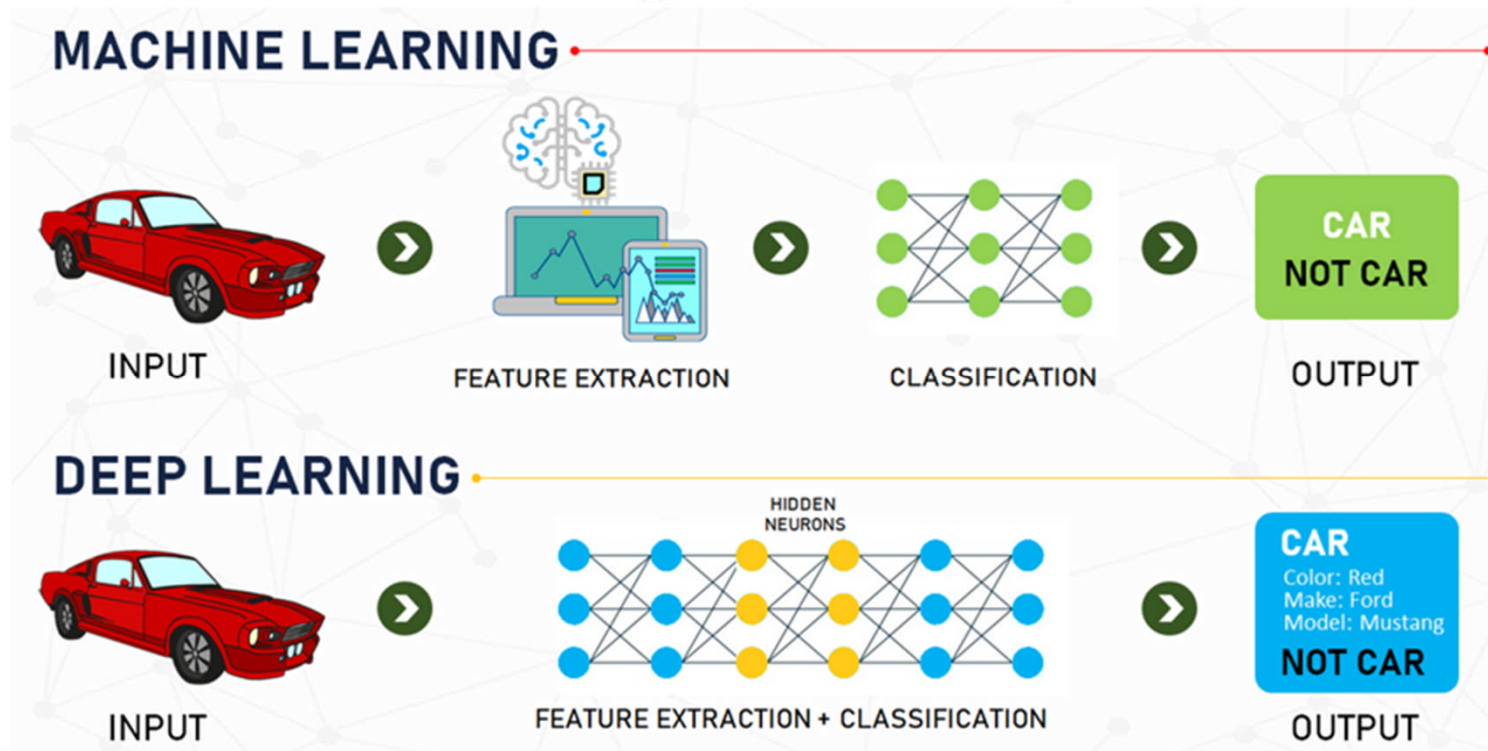 MACHINE LEARNING
INPUT
FEATURE EXTRACTION
CLASSIFICATION
CAR
NOT CAR
OUTPUT
DEEP LEARNING
INPUT
HIDDEN
NEURONS
FEATURE EXTRACTION + CLASSIFICATION
CAR
Color: Red
Make: Ford
Model: Mustang
NOT CAR
OUTPUT